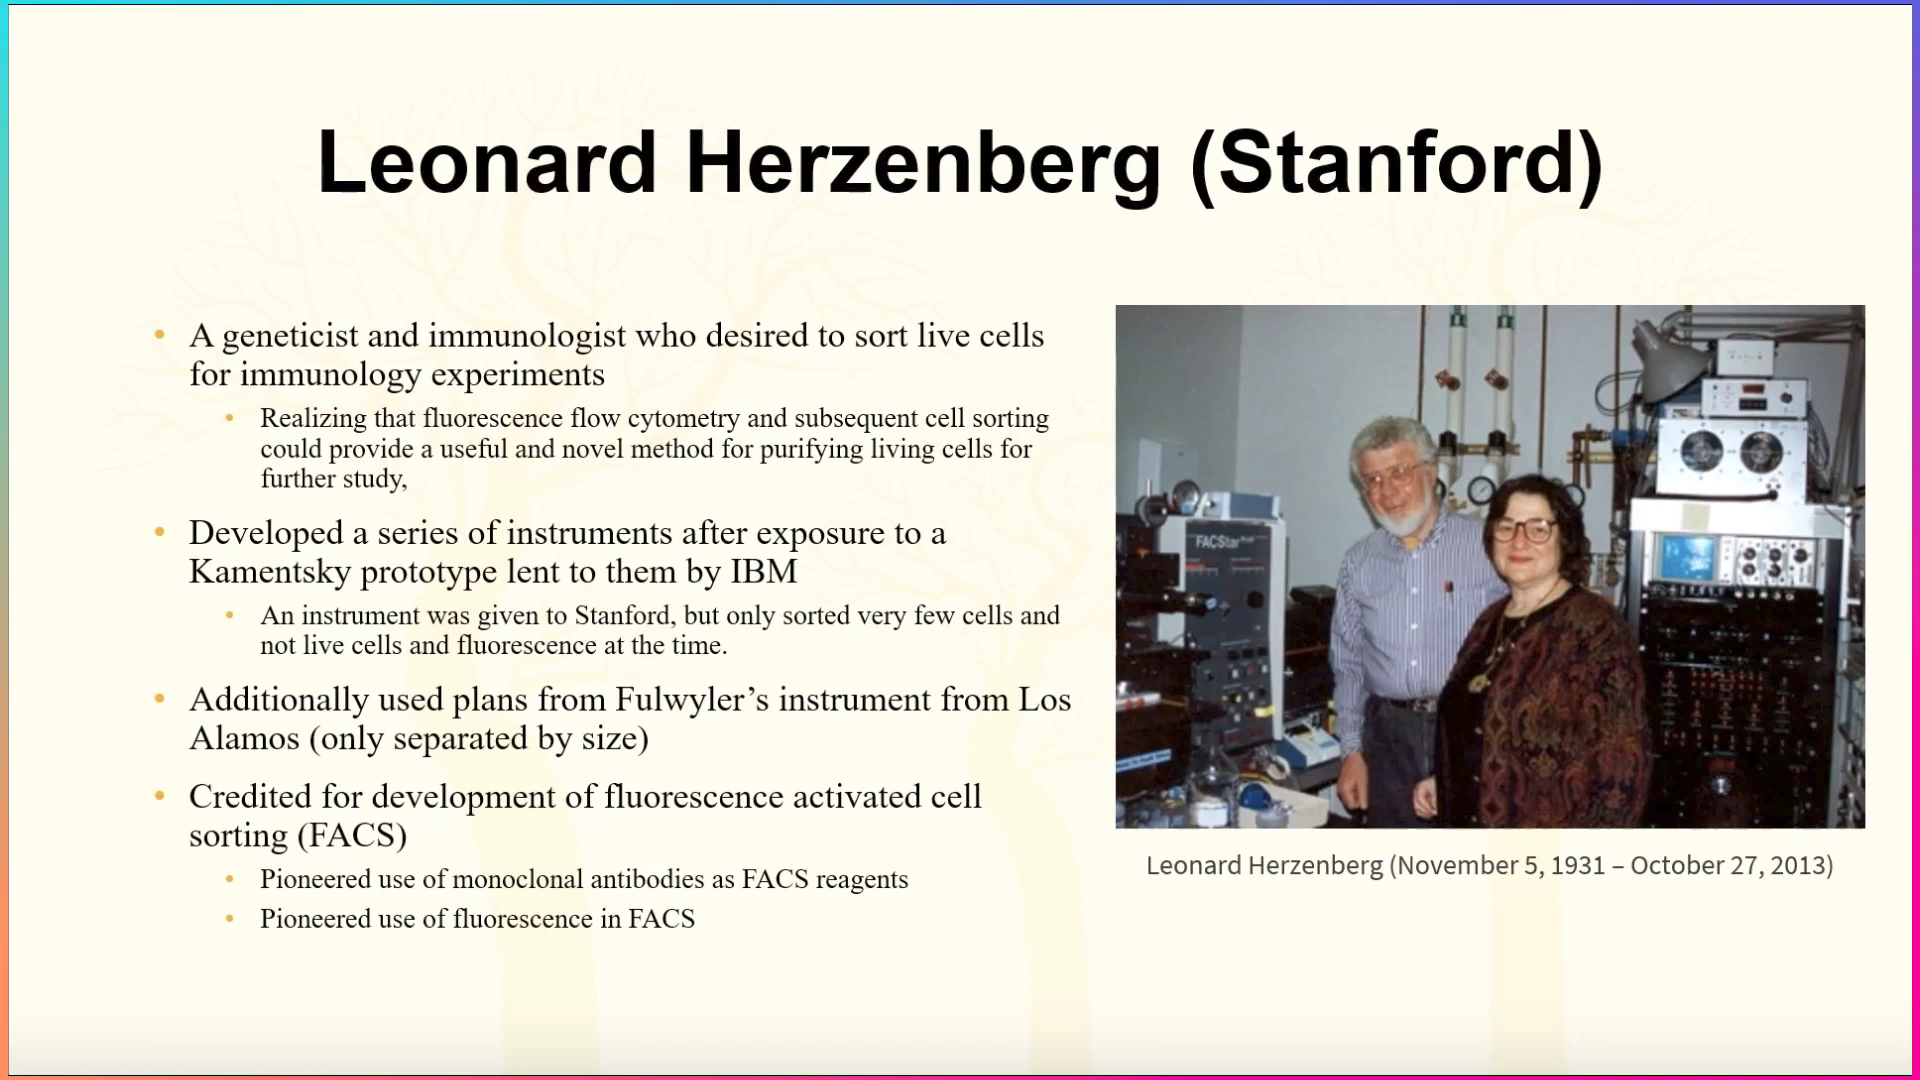 Leonard Herzenberg (Stanford)
• A geneticist and immunologist who desired to sort live cells
for immunology experiments
• Realizing that fluorescence flow cytometry and subsequent cell sorting
could provide a useful and novel method for purifying living cells for
further study,
• Developed a series of instruments after exposure to a
Kamentsky prototype lent to them by IBM
• An instrument was given to Stanford, but only sorted very few cells and
not live cells and fluorescence at the time.
• Additionally used plans from Fulwyler’s instrument from Los
Alamos (only separated by size)
• Credited for development of fluorescence activated cell
sorting (FACS)
• Pioneered use of monoclonal antibodies as FACS reagents
• Pioneered use of fluorescence in FACS
FACStar
Leonard Herzenberg (November 5, 1931 – October 27, 2013)